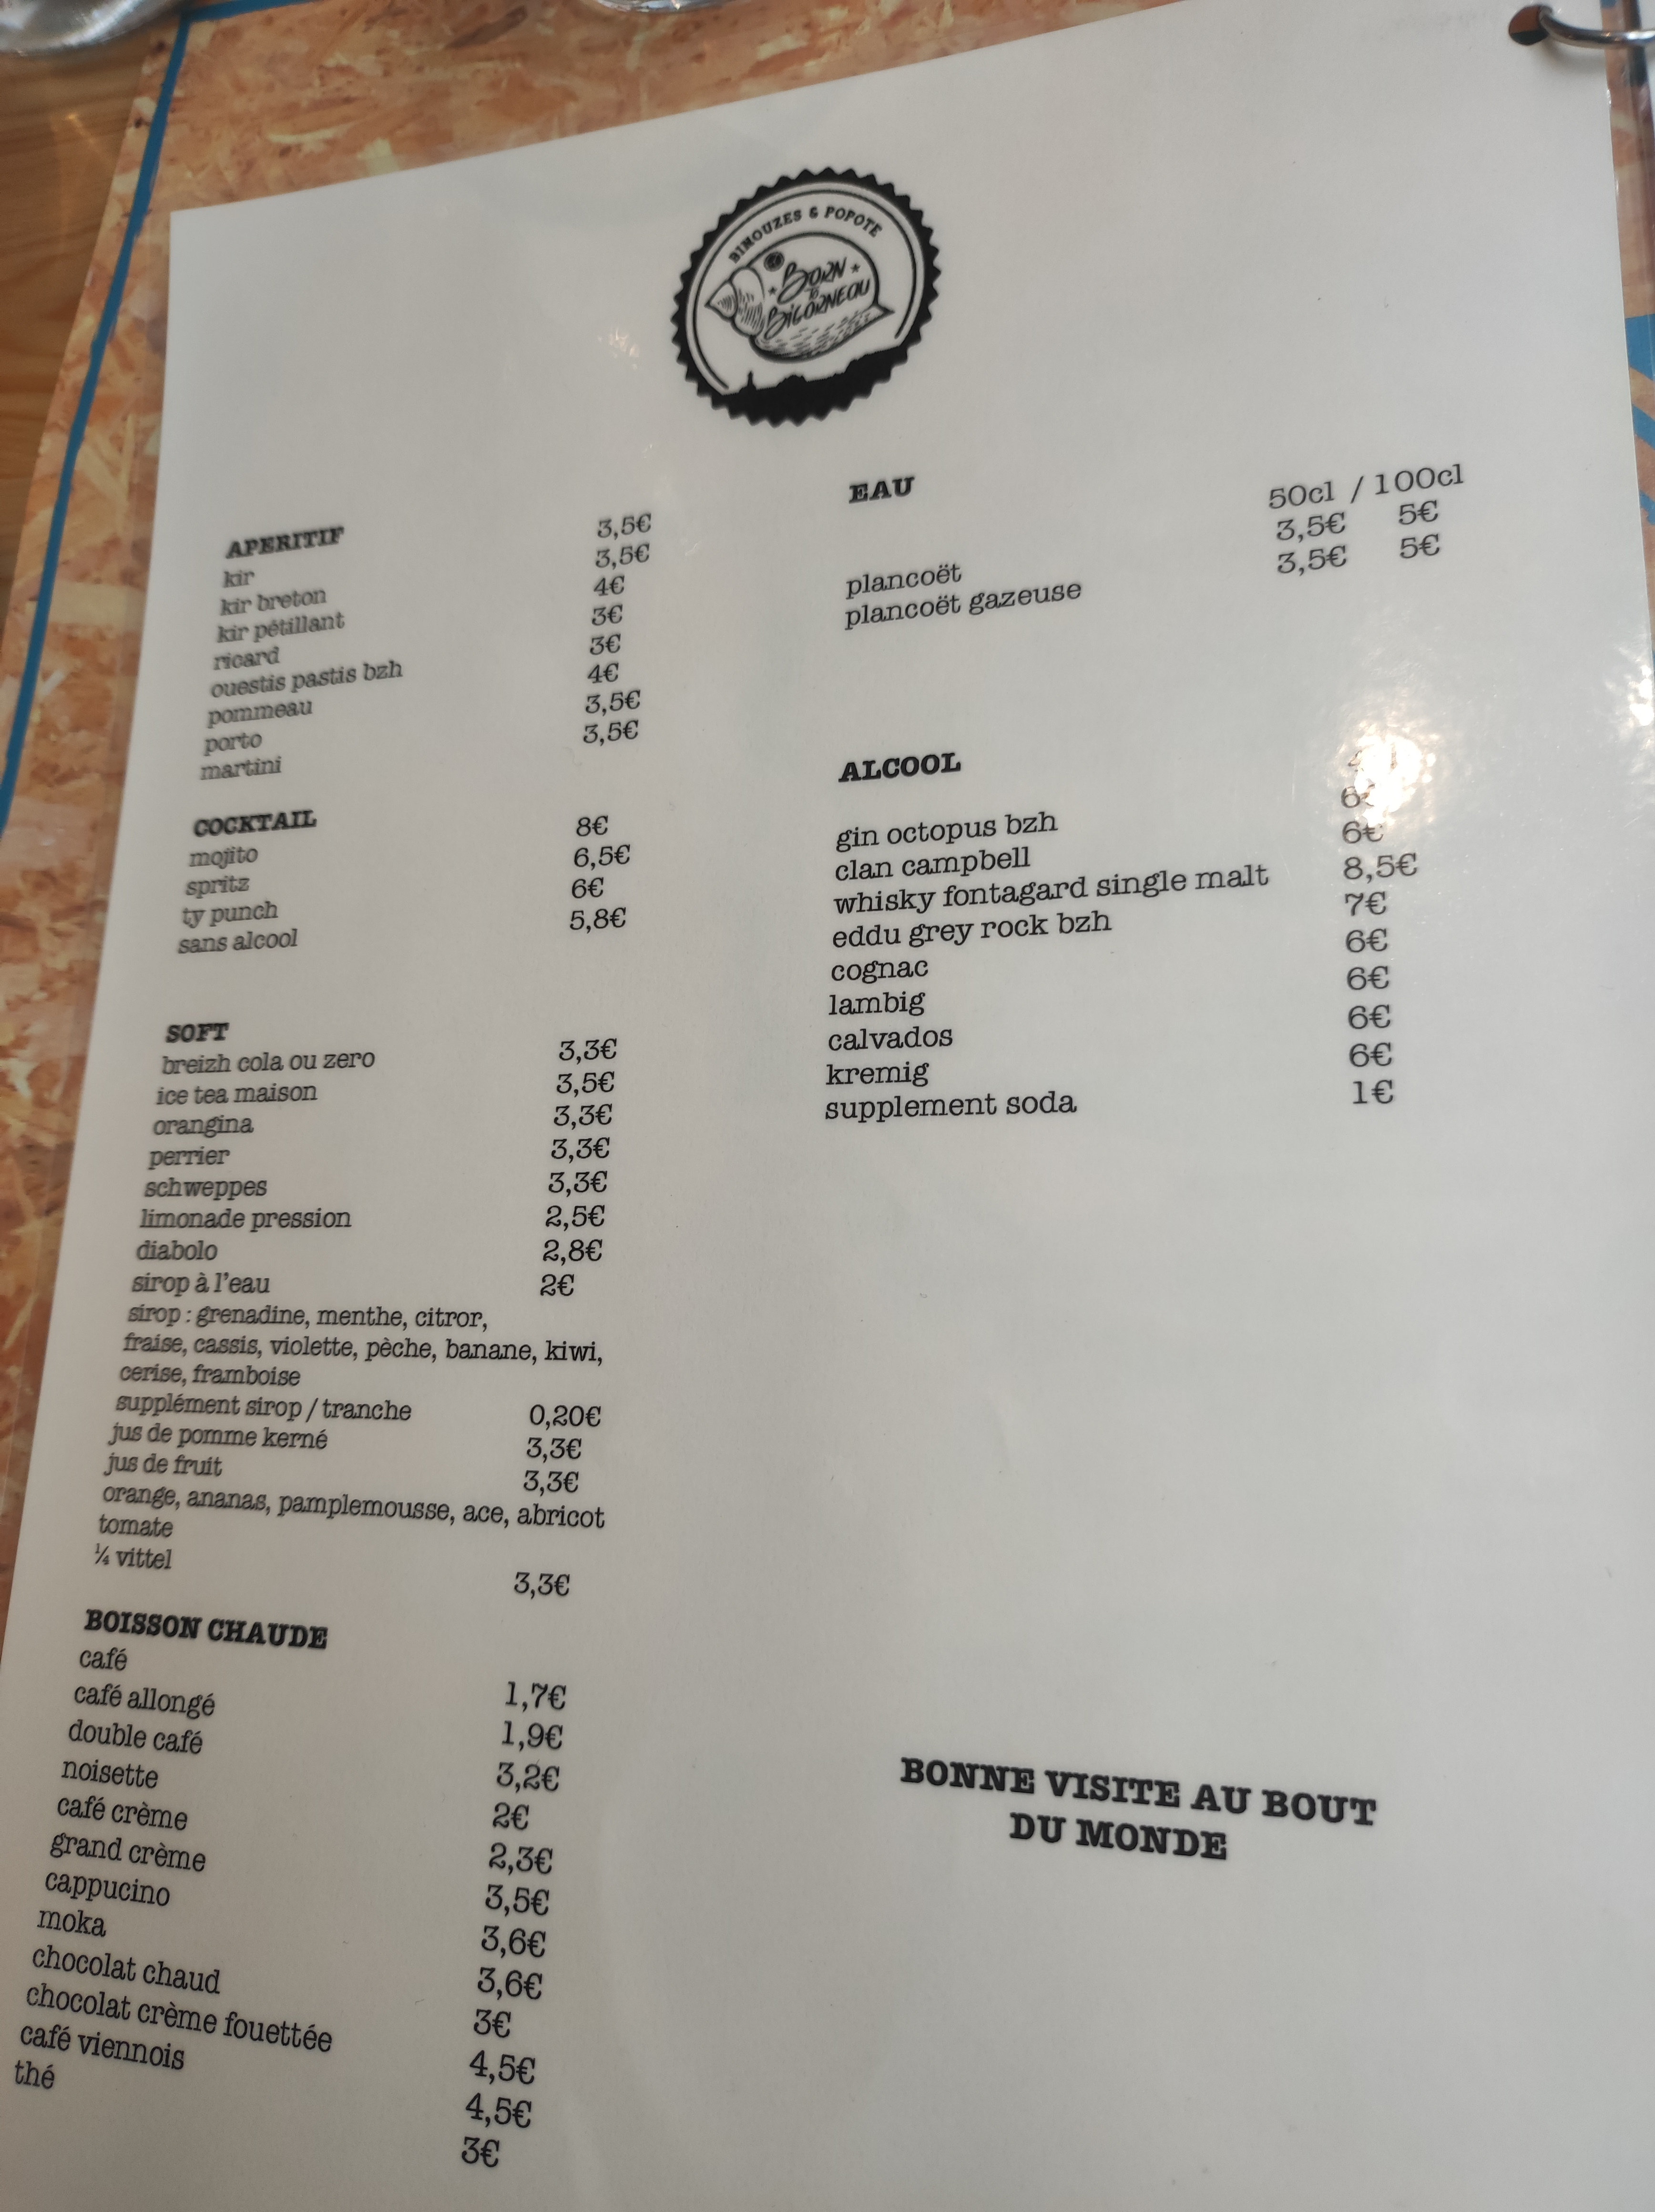 BINOUZES & POPOTE
BORN
TO
BIGORNEAU
APERITIF
kir 3,5€
kir breton 3,5€
kir pétillant 4€
ricard 3€
ouestis pastis bzh 3€
pommeau 4€
porto 3,5€
martini 3,5€
COCKTAIL
mojito 8€
spritz 6,5€
ty punch 6€
sans alcool 5,8€
SOFT
breizh cola ou zero 3,3€
ice tea maison 3,5€
orangina 3,3€
perrier 3,3€
schweppes 3,3€
limonade pression 2,5€
diabolo 2,8€
sirop à l'eau 2€
sirop : grenadine, menthe, citror,
fraise, cassis, violette, pèche, banane, kiwi,
cerise, framboise
supplément sirop / tranche 0,20€
jus de pomme kerné 3,3€
jus de fruit 3,3€
orange, ananas, pamplemousse, ace, abricot
tomate
¼ vittel 3,3€
BOISSON CHAUDE
café 1,7€
café allongé 1,9€
double café 3,2€
noisette 2€
café crème 2,3€
grand crème 3,5€
cappucino 3,6€
moka 3,6€
chocolat chaud 3€
chocolat crème fouettée 4,5€
café viennois 4,5€
thé 3€
EAU 50cl / 100cl
plancoët 3,5€ 5€
plancoët gazeuse 3,5€ 5€
ALCOOL
gin octopus bzh 6€
clan campbell 6€
whisky fontagard single malt 8,5€
eddu grey rock bzh 7€
cognac 6€
lambig 6€
calvados 6€
kremig 6€
supplement soda 1€
BONNE VISITE AU BOUT
DU MONDE